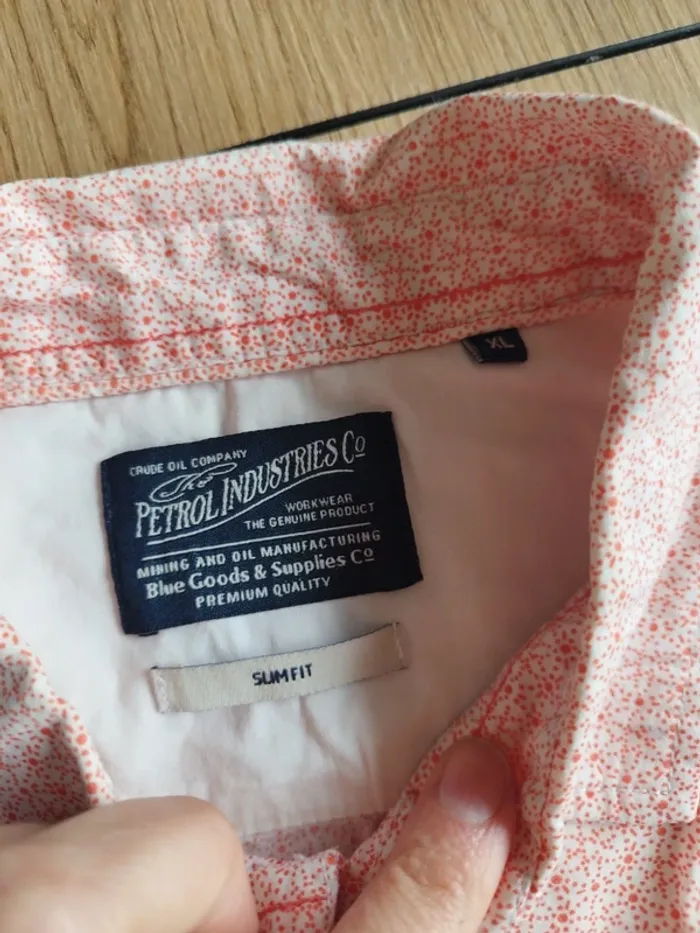 XL
CRUDE OIL COMPANY
The
PETROL INDUSTRIES Co
WORKWEAR
THE GENUINE PRODUCT
MINING AND OIL MANUFACTURING
Blue Goods & Supplies Co
PREMIUM QUALITY
SLIM FIT